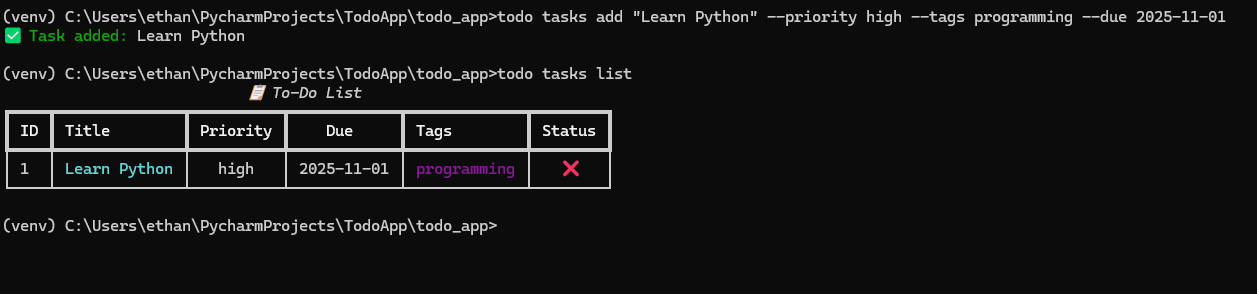 (venv) C:\Users\ethan\PycharmProjects\TodoApp\todo_app>todo tasks add "Learn Python" --priority high --tags programming --due 2025-11-01
✅ Task added: Learn Python
(venv) C:\Users\ethan\PycharmProjects\TodoApp\todo_app>todo tasks list
📋 To-Do List
ID Title Priority Due Tags Status
1 Learn Python high 2025-11-01 programming ❌
(venv) C:\Users\ethan\PycharmProjects\TodoApp\todo_app>